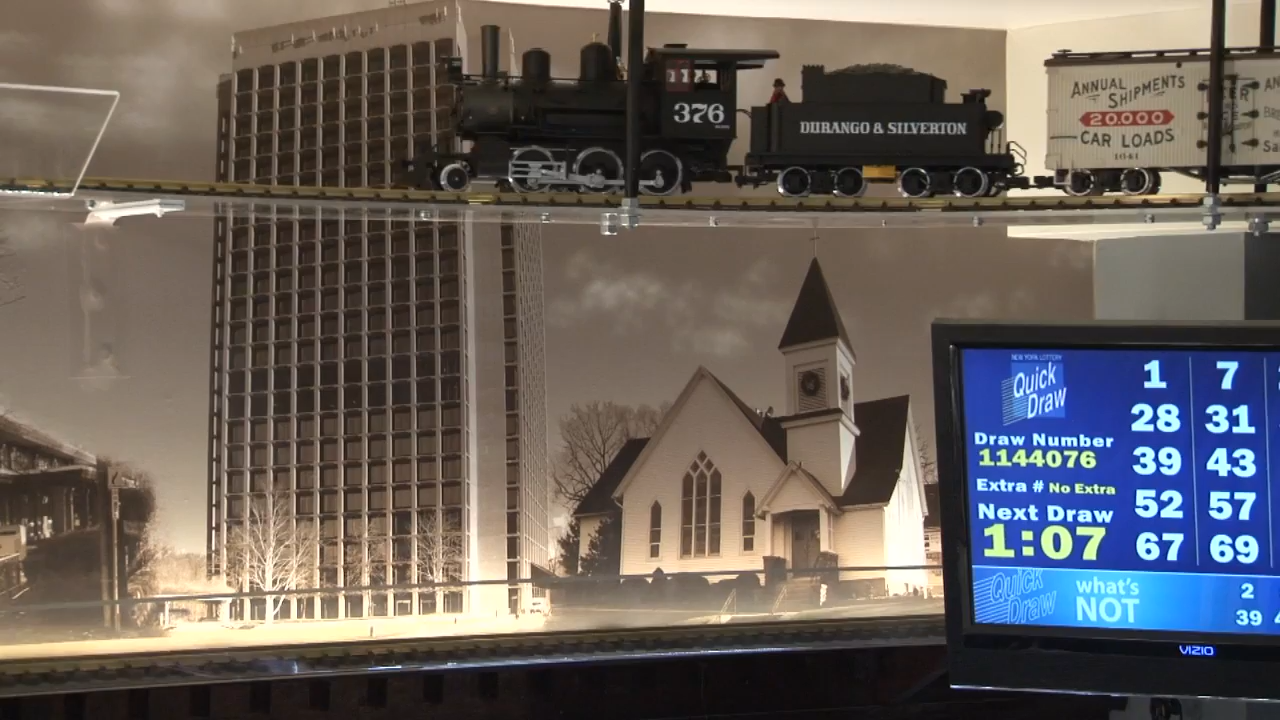 376
DURANGO & SILVERTON
ANNUAL
SHIPMENTS
20.000
CAR LOADS
1041
NEW YORK LOTTERY
Quick
Draw
1 7
28 31
Draw Number
1144076
39 43
Extra # No Extra
52 57
Next Draw
1:07
67 69
Quick
Draw
what's
NOT
2
39
VIZIO